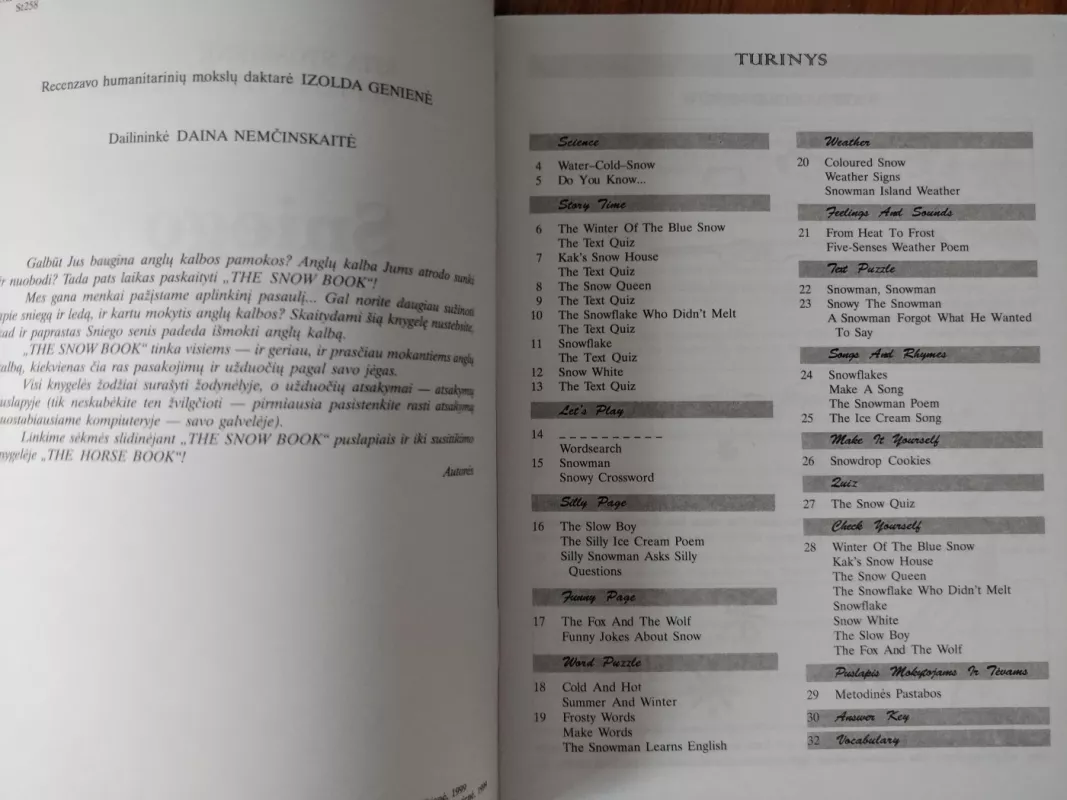 St258
Recenzavo humanitarinių mokslų daktarė IZOLDA GENIENĖ
Dailininkė DAINA NEMČINSKAITĖ
Galbūt Jus baugina anglų kalbos pamokos? Anglų kalba Jums atrodo sunki
ir nuobodi? Tada pats laikas paskaityti „THE SNOW BOOK“!
Mes gana menkai pažįstame aplinkinį pasaulį... Gal norite daugiau sužinoti
apie sniegą ir ledą, ir kartu mokytis anglų kalbos? Skaitydami šią knygelę nustebsite,
kad ir paprastas Sniego senis padeda išmokti anglų kalbą.
„THE SNOW BOOK“ tinka visiems — ir geriau, ir prasčiau mokantiems anglų
kalbą, kiekvienas čia ras pasakojimų ir užduočių pagal savo jėgas.
Visi knygelės žodžiai surašyti žodynėlyje, o užduočių atsakymai — atsakymų
puslapyje (tik neskubėkite ten žvilgčioti — pirmiausia pasistenkite rasti atsakymą
nuostabiausiame kompiuteryje — savo galvelėje).
Linkime sėkmės slidinėjant „THE SNOW BOOK“ puslapiais ir iki susitikimo
knygelėje „THE HORSE BOOK“!
Autorės
1999
TURINYS
Science
4 Water–Cold–Snow
5 Do You Know...
Story Time
6 The Winter Of The Blue Snow
The Text Quiz
7 Kak's Snow House
The Text Quiz
8 The Snow Queen
9 The Text Quiz
10 The Snowflake Who Didn't Melt
The Text Quiz
11 Snowflake
The Text Quiz
12 Snow White
13 The Text Quiz
Let's Play
14 _ _ _ _ _ _ _ _ _ _
Wordsearch
15 Snowman
Snowy Crossword
Silly Page
16 The Slow Boy
The Silly Ice Cream Poem
Silly Snowman Asks Silly
Questions
Funny Page
17 The Fox And The Wolf
Funny Jokes About Snow
Word Puzzle
18 Cold And Hot
Summer And Winter
19 Frosty Words
Make Words
The Snowman Learns English
Weather
20 Coloured Snow
Weather Signs
Snowman Island Weather
Feelings And Sounds
21 From Heat To Frost
Five-Senses Weather Poem
Text Puzzle
22 Snowman, Snowman
23 Snowy The Snowman
A Snowman Forgot What He Wanted
To Say
Songs And Rhymes
24 Snowflakes
Make A Song
The Snowman Poem
25 The Ice Cream Song
Make It Yourself
26 Snowdrop Cookies
Quiz
27 The Snow Quiz
Check Yourself
28 Winter Of The Blue Snow
Kak's Snow House
The Snow Queen
The Snowflake Who Didn't Melt
Snowflake
Snow White
The Slow Boy
The Fox And The Wolf
Puslapis Mokytojams Ir Tėvams
29 Metodinės Pastabos
30 Answer Key
32 Vocabulary